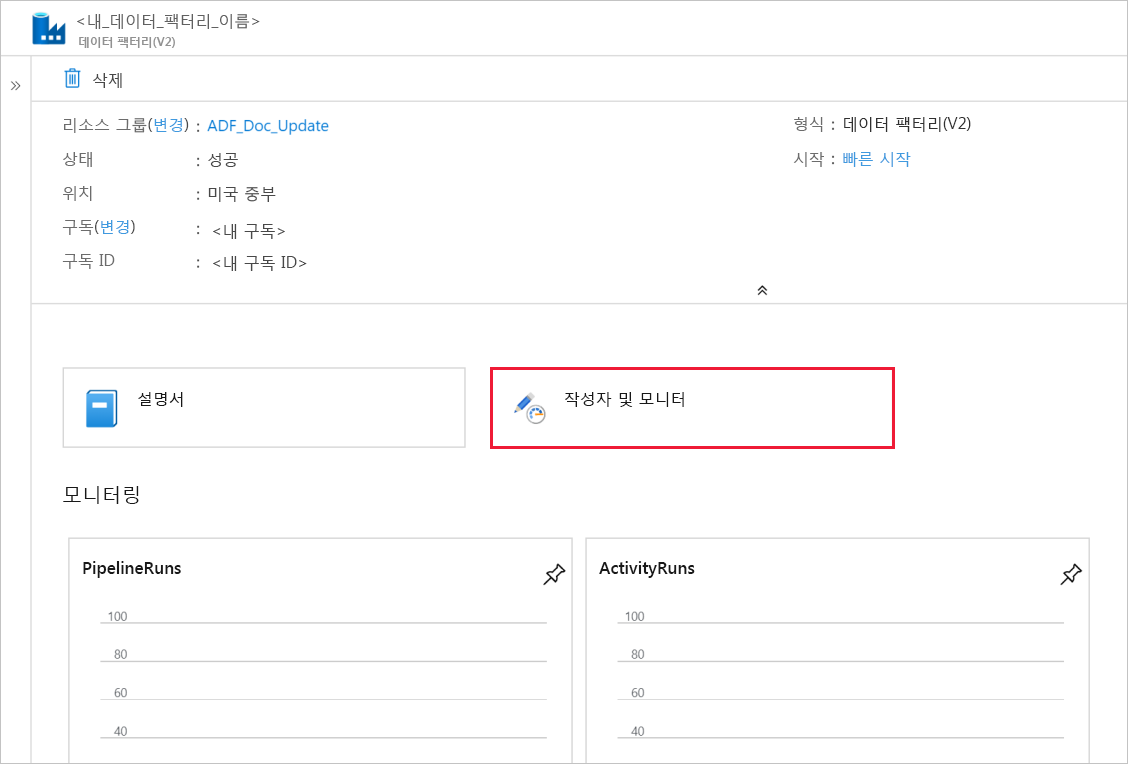 <내_데이터_팩터리_이름>
데이터 팩터리(V2)
삭제
리소스 그룹(변경) : ADF_Doc_Update
상태 : 성공
위치 : 미국 중부
구독(변경) : <내 구독>
구독 ID : <내 구독 ID>
형식 : 데이터 팩터리(V2)
시작 : 빠른 시작
설명서
작성자 및 모니터
모니터링
PipelineRuns
100
80
60
40
ActivityRuns
100
80
60
40